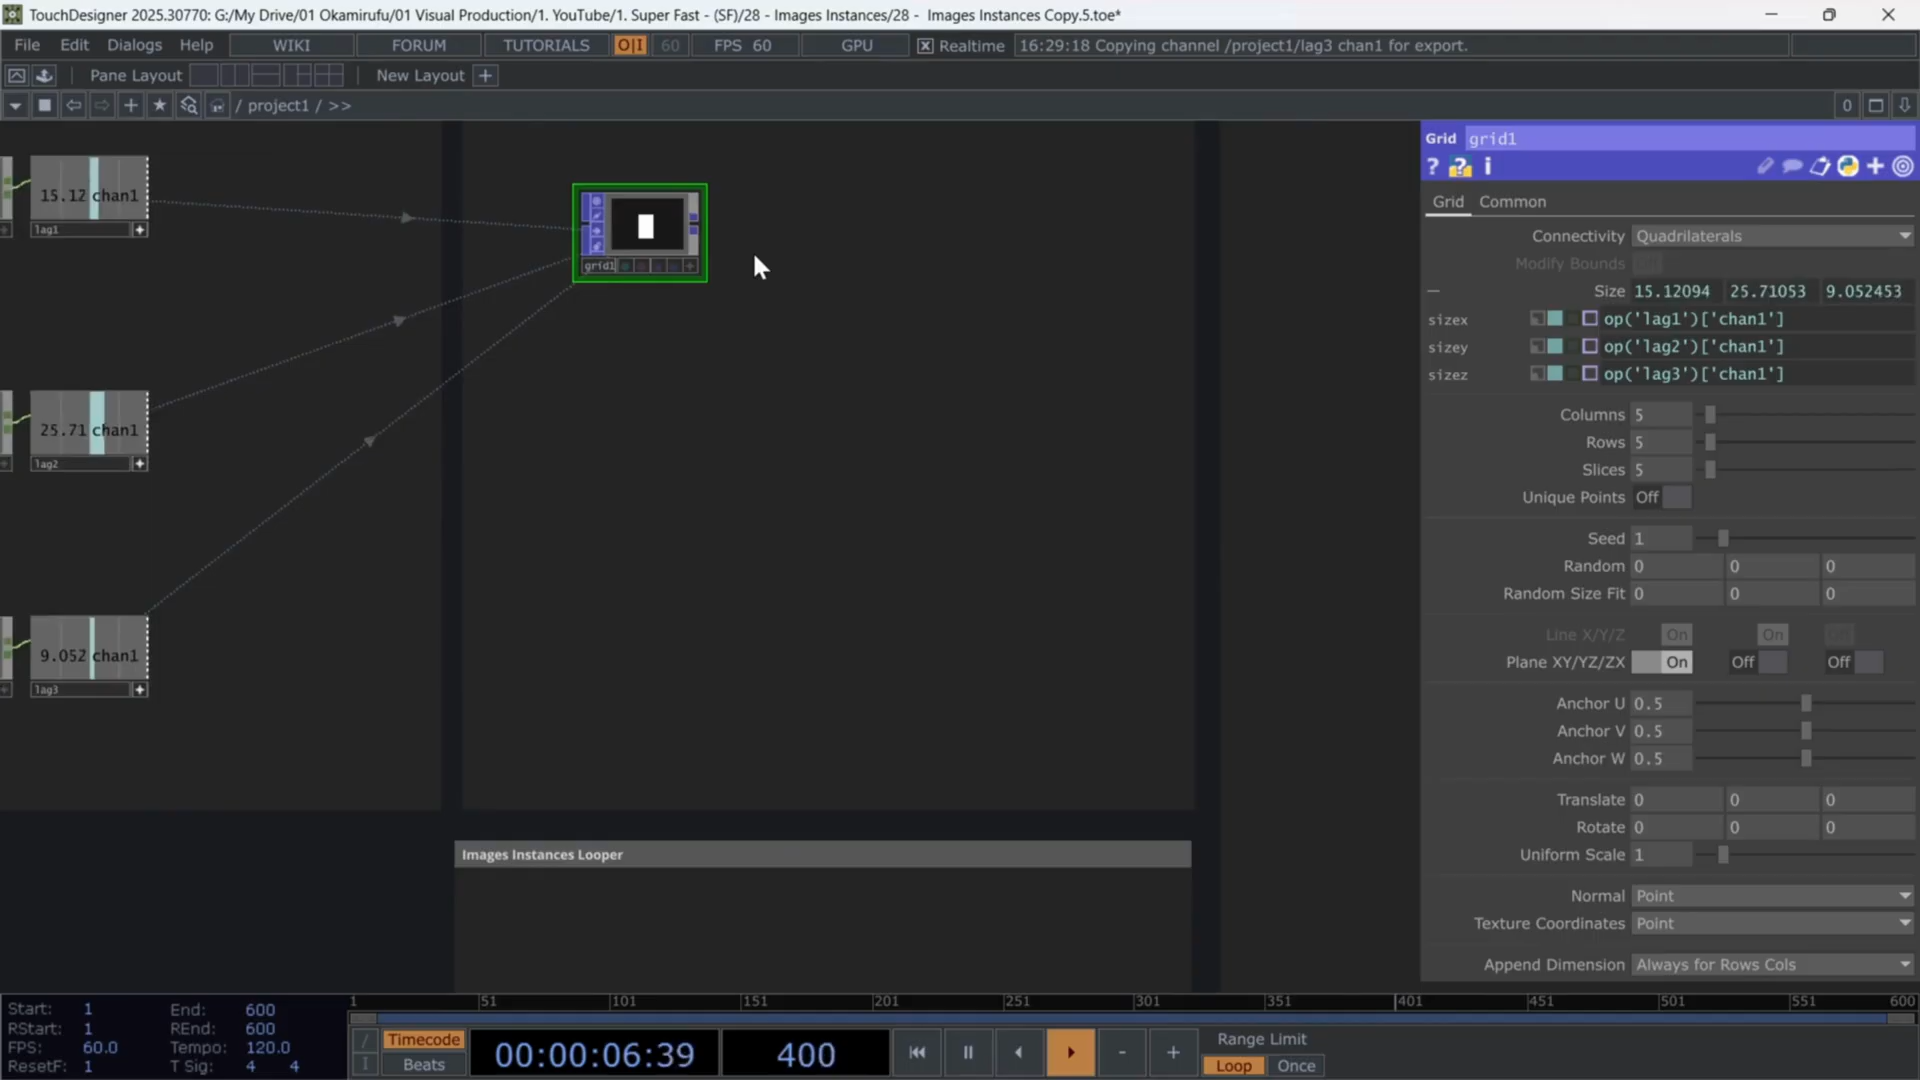 TouchDesigner 2025.30770: G:/My Drive/01 Okamirufu/01 Visual Production/1. YouTube/1. Super Fast - (SF)/28 - Images Instances/28 -  Images Instances Copy.5.toe*
File Edit Dialogs Help WIKI FORUM TUTORIALS O|I 60 FPS 60 GPU Realtime 16:29:18 Copying channel /project1/lag3 chan1 for export.
Pane Layout New Layout +
/ project1 / >> 0
Grid grid1
? ? i
Grid Common
15.12 chan1
lag1
grid1
25.71 chan1
lag2
9.052 chan1
lag3
Connectivity Quadrilaterals
Modify Bounds
Size 15.12094 25.71053 9.052453
sizex op('lag1')['chan1']
sizey op('lag2')['chan1']
sizez op('lag3')['chan1']
Columns 5
Rows 5
Slices 5
Unique Points Off
Seed 1
Random 0 0 0
Random Size Fit 0 0 0
Line X/Y/Z On On
Plane XY/YZ/ZX On Off Off
Anchor U 0.5
Anchor V 0.5
Anchor W 0.5
Translate 0 0 0
Rotate 0 0 0
Uniform Scale 1
Normal Point
Texture Coordinates Point
Append Dimension Always for Rows Cols
Images Instances Looper
1 51 101 151 201 251 301 351 401 451 501 551 600
Start: 1 End: 600
RStart: 1 REnd: 600
FPS: 60.0 Tempo: 120.0
ResetF: 1 T Sig: 4 4
/ Timecode
I Beats
00:00:06:39 400
- +
Range Limit
Loop Once